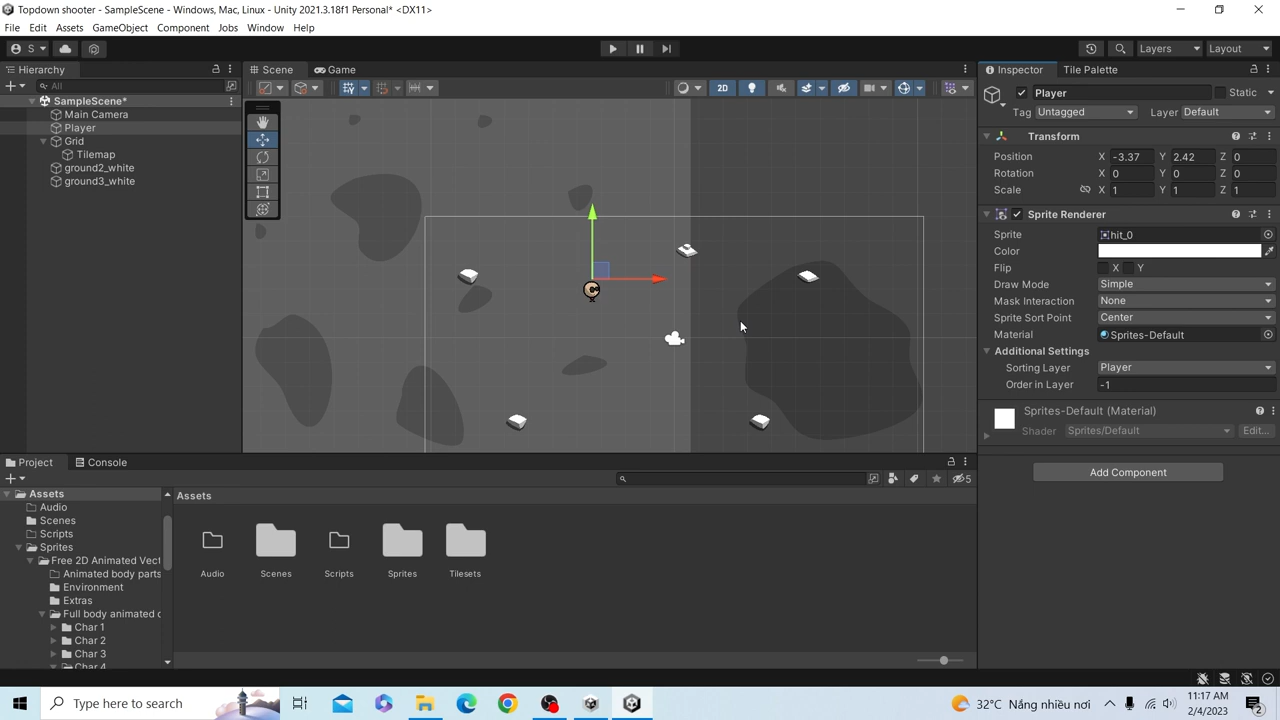 Topdown shooter - SampleScene - Windows, Mac, Linux - Unity 2021.3.18f1 Personal* <DX11>
File Edit Assets GameObject Component Jobs Window Help
S Layers Layout
Hierarchy Scene Game Inspector Tile Palette
All 2D Player Static
SampleScene* Tag Untagged Layer Default
Main Camera
Player Transform
Grid Position X -3.37 Y 2.42 Z 0
Tilemap Rotation X 0 Y 0 Z 0
ground2_white Scale X 1 Y 1 Z 1
ground3_white
Sprite Renderer
Sprite hit_0
Color
Flip X Y
Draw Mode Simple
Mask Interaction None
Sprite Sort Point Center
Material Sprites-Default
Additional Settings
Sorting Layer Player
Order in Layer -1
Sprites-Default (Material)
Shader Sprites/Default Edit...
Add Component
Project Console
5
Assets Assets
Audio
Scenes
Scripts
Sprites
Free 2D Animated Vect
Animated body parts
Environment
Extras
Full body animated c
Char 1
Char 2
Char 3
Char 4
Audio Scenes Scripts Sprites Tilesets
Type here to search 32°C Nắng nhiều nơi 11:17 AM
2/4/2023 2